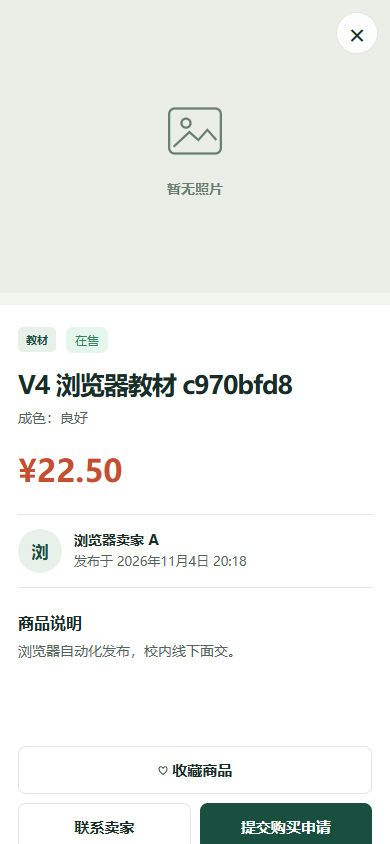 暂无照片
教材 在售
V4 浏览器教材 c970bfd8
成色：良好
¥22.50
浏
浏览器卖家 A
发布于 2026年11月4日 20:18
商品说明
浏览器自动化发布，校内线下面交。
♡ 收藏商品
联系卖家 提交购买申请